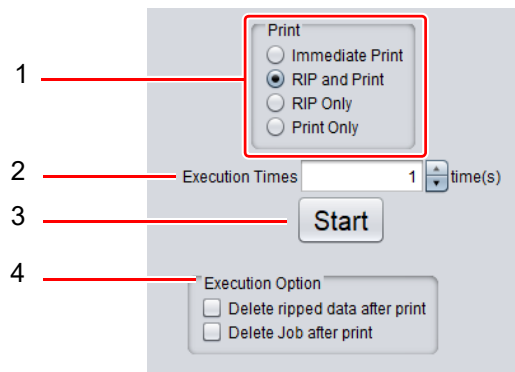 Print
1
Immediate Print
RIP and Print
RIP Only
Print Only
2 Execution Times 1 time(s)
3 Start
4
Execution Option
Delete ripped data after print
Delete Job after print